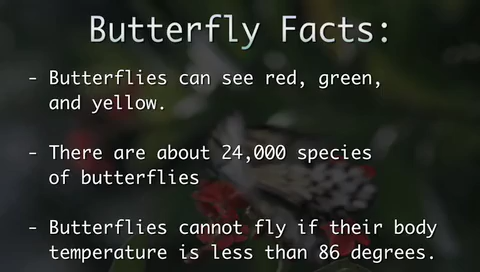 Butterfly Facts:
- Butterflies can see red, green,
and yellow.
- There are about 24,000 species
of butterflies
- Butterflies cannot fly if their body
temperature is less than 86 degrees.